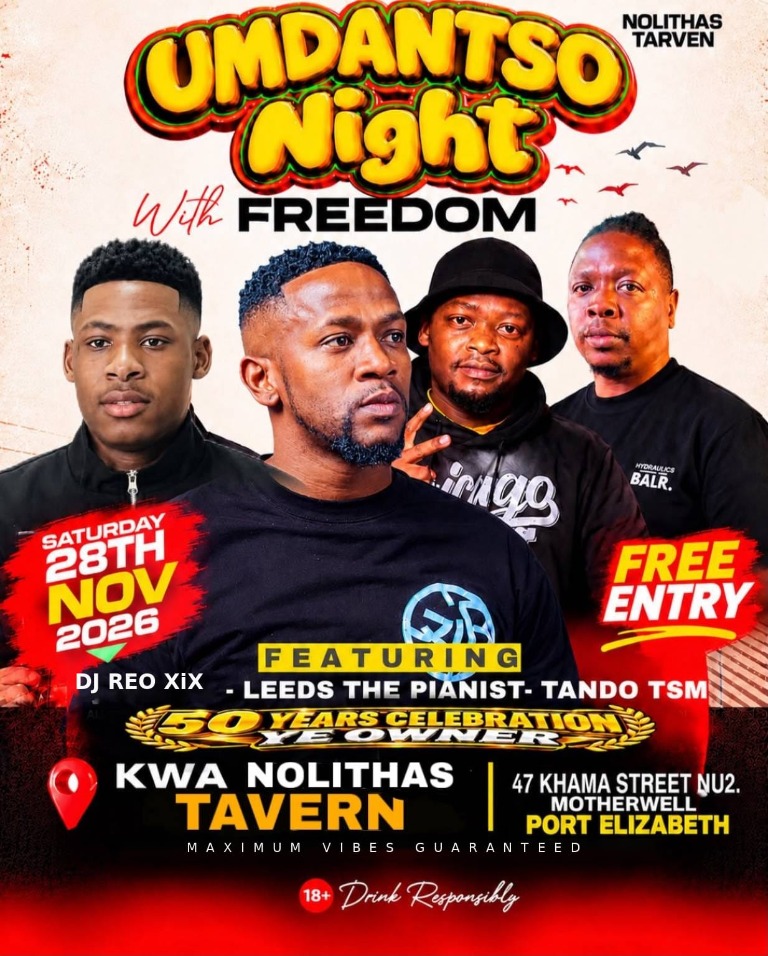 UMDANTSO
Night
NOLITHAS
TARVEN
With FREEDOM
HYDRAULICS
BALR.
SATURDAY
28TH
NOV
2026
FREE
ENTRY
FEATURING
DJ REO XiX
- LEEDS THE PIANIST- TANDO TSM
50 YEARS CELEBRATION
YE OWNER
KWA NOLITHAS
TAVERN
47 KHAMA STREET NU2.
MOTHERWELL
PORT ELIZABETH
MAXIMUM VIBES GUARANTEED
18+ Drink Responsibly